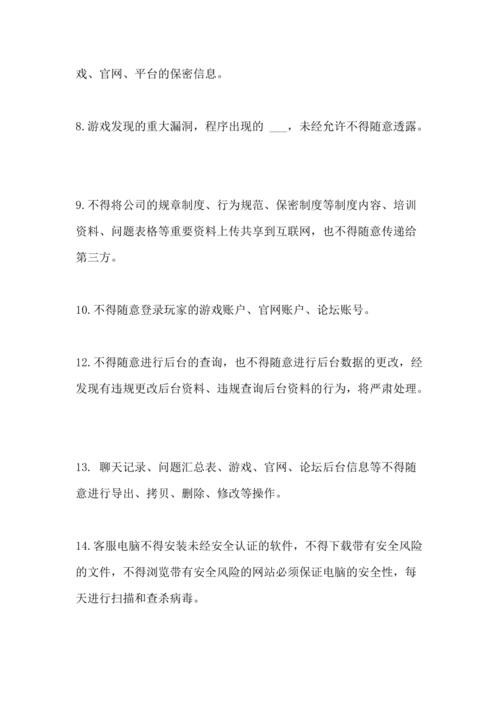 戏、官网、平台的保密信息。
8.游戏发现的重大漏洞，程序出现的 ___，未经允许不得随意透露。
9.不得将公司的规章制度、行为规范、保密制度等制度内容、培训
资料、问题表格等重要资料上传共享到互联网，也不得随意传递给
第三方。
10.不得随意登录玩家的游戏账户、官网账户、论坛账号。
12.不得随意进行后台的查询，也不得随意进行后台数据的更改，经
发现有违规更改后台资料、违规查询后台资料的行为，将严肃处理。
13. 聊天记录、问题汇总表、游戏、官网、论坛后台信息等不得随
意进行导出、拷贝、删除、修改等操作。
14.客服电脑不得安装未经安全认证的软件，不得下载带有安全风险
的文件，不得浏览带有安全风险的网站必须保证电脑的安全性，每
天进行扫描和查杀病毒。